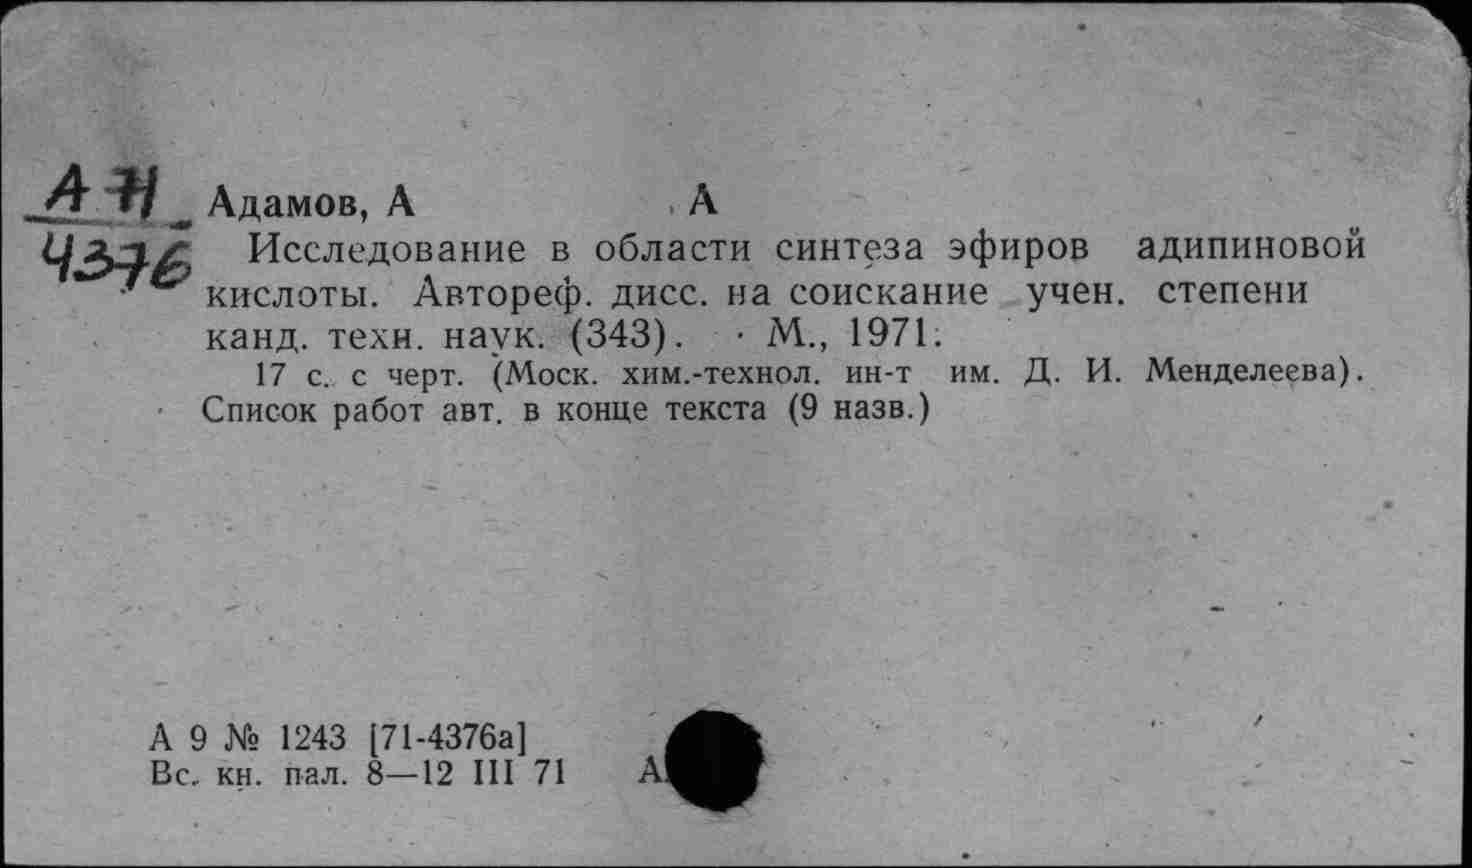 А 71
4376
Адамов, А А
Исследование в области синтеза эфиров адипиновой
кислоты. Автореф. дисс. на соискание учен. степени
канд. техн. наук. (343). М., 1971.
17 с. с черт. (Моск. хим.-технол. ин-т им. Д. И. Менделеева).
Список работ авт. в конце текста (9 назв.)
А 9 № 1243 [71-4376а]
Вс. кн. пал. 8—12 III 71 А